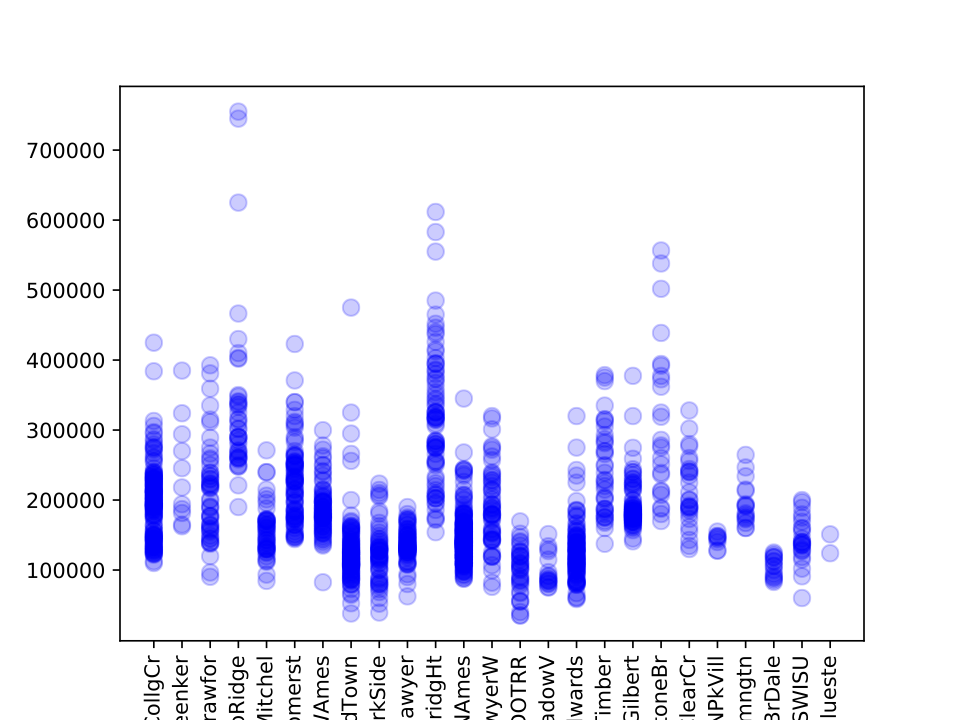 700000
600000
500000
400000
300000
200000
100000
CollgCr
eenker
rawfor
oRidge
Mitchel
omerst
WAmes
dTown
rkSide
awyer
ridgHt
NAmes
wyerW
OOTRR
adowV
dwards
Timber
Gilbert
toneBr
learCr
NPkVill
mngtn
BrDale
SWISU
lueste